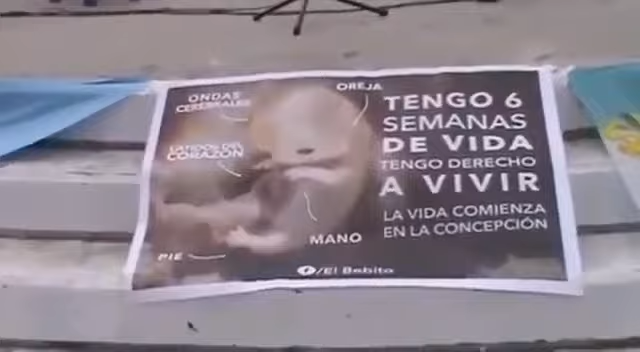 ONDAS
CEREBRALES
OREJA
LATIDOS DEL
CORAZÓN
MANO
PIE
TENGO 6
SEMANAS
DE VIDA
TENGO DERECHO
A VIVIR
LA VIDA COMIENZA
EN LA CONCEPCIÓN
f/El Bebito